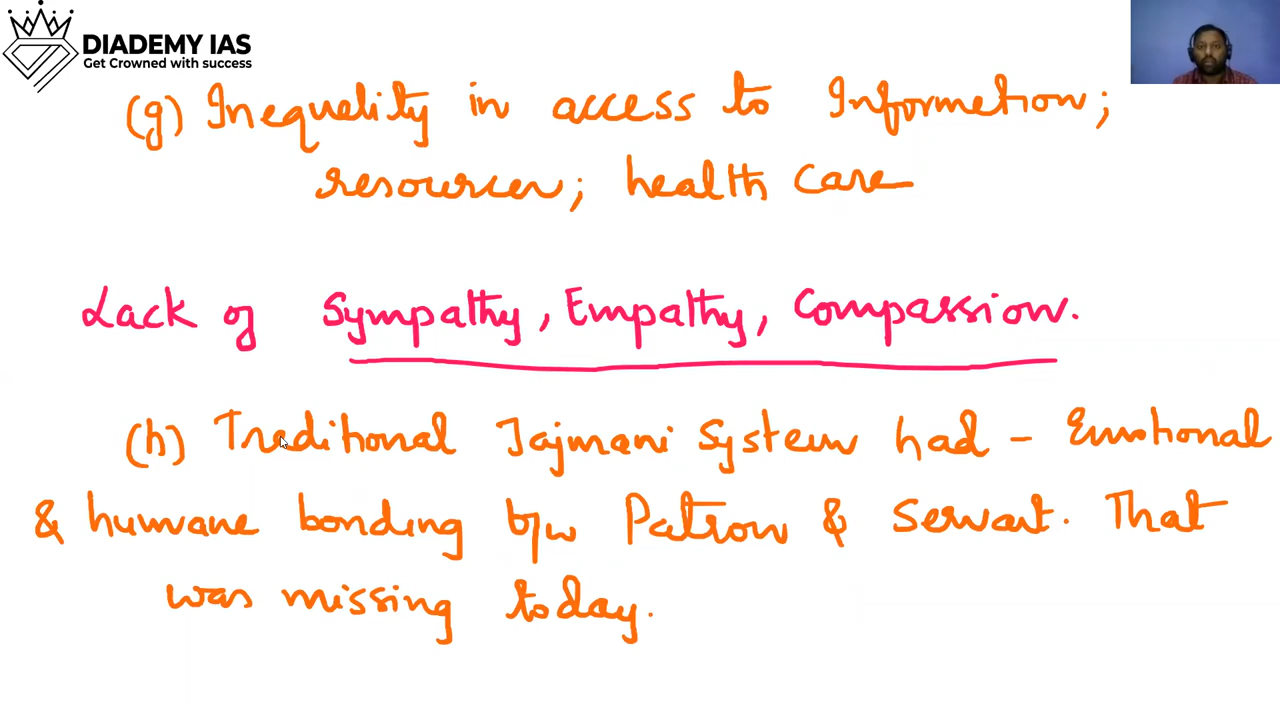 DIADEMY IAS
Get Crowned with success
(g) Inequality in access to Information;
resources; health care
Lack of Sympathy, Empathy, Compassion.
(h) Traditional Jajmani System had - Emotional
& humane bonding b/w Patron & Servant. That
was missing today.